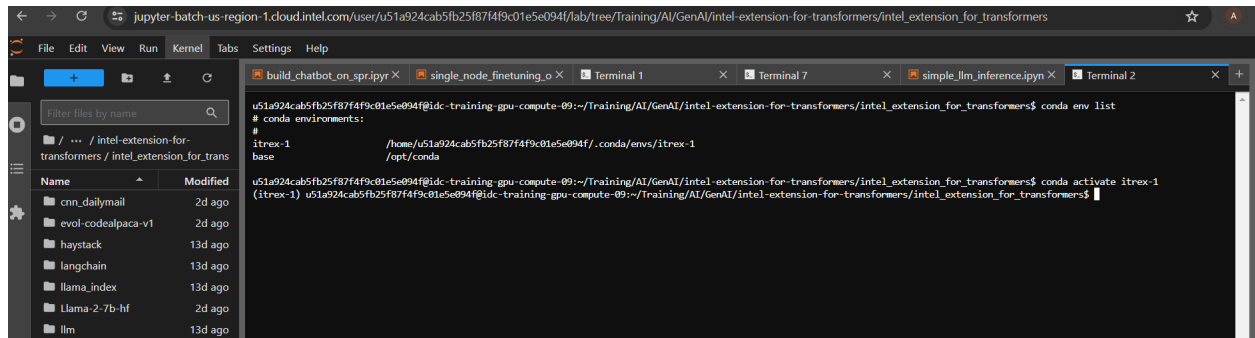 jupyter-batch-us-region-1.cloud.intel.com/user/u51a924cab5fb25f87f4f9c01e5e094f/lab/tree/Training/AI/GenAI/intel-extension-for-transformers/intel_extension_for_transformers
A
File Edit View Run Kernel Tabs Settings Help
build_chatbot_on_spr.ipyr
single_node_finetuning_o
Terminal 1
Terminal 7
simple_llm_inference.ipyn
Terminal 2
Filter files by name
/ ··· / intel-extension-for-
transformers / intel_extension_for_trans
Name Modified
cnn_dailymail 2d ago
evol-codealpaca-v1 2d ago
haystack 13d ago
langchain 13d ago
llama_index 13d ago
Llama-2-7b-hf 2d ago
llm 13d ago
u51a924cab5fb25f87f4f9c01e5e094f@idc-training-gpu-compute-09:~/Training/AI/GenAI/intel-extension-for-transformers/intel_extension_for_transformers$ conda env list
# conda environments:
#
itrex-1 /home/u51a924cab5fb25f87f4f9c01e5e094f/.conda/envs/itrex-1
base /opt/conda
u51a924cab5fb25f87f4f9c01e5e094f@idc-training-gpu-compute-09:~/Training/AI/GenAI/intel-extension-for-transformers/intel_extension_for_transformers$ conda activate itrex-1
(itrex-1) u51a924cab5fb25f87f4f9c01e5e094f@idc-training-gpu-compute-09:~/Training/AI/GenAI/intel-extension-for-transformers/intel_extension_for_transformers$